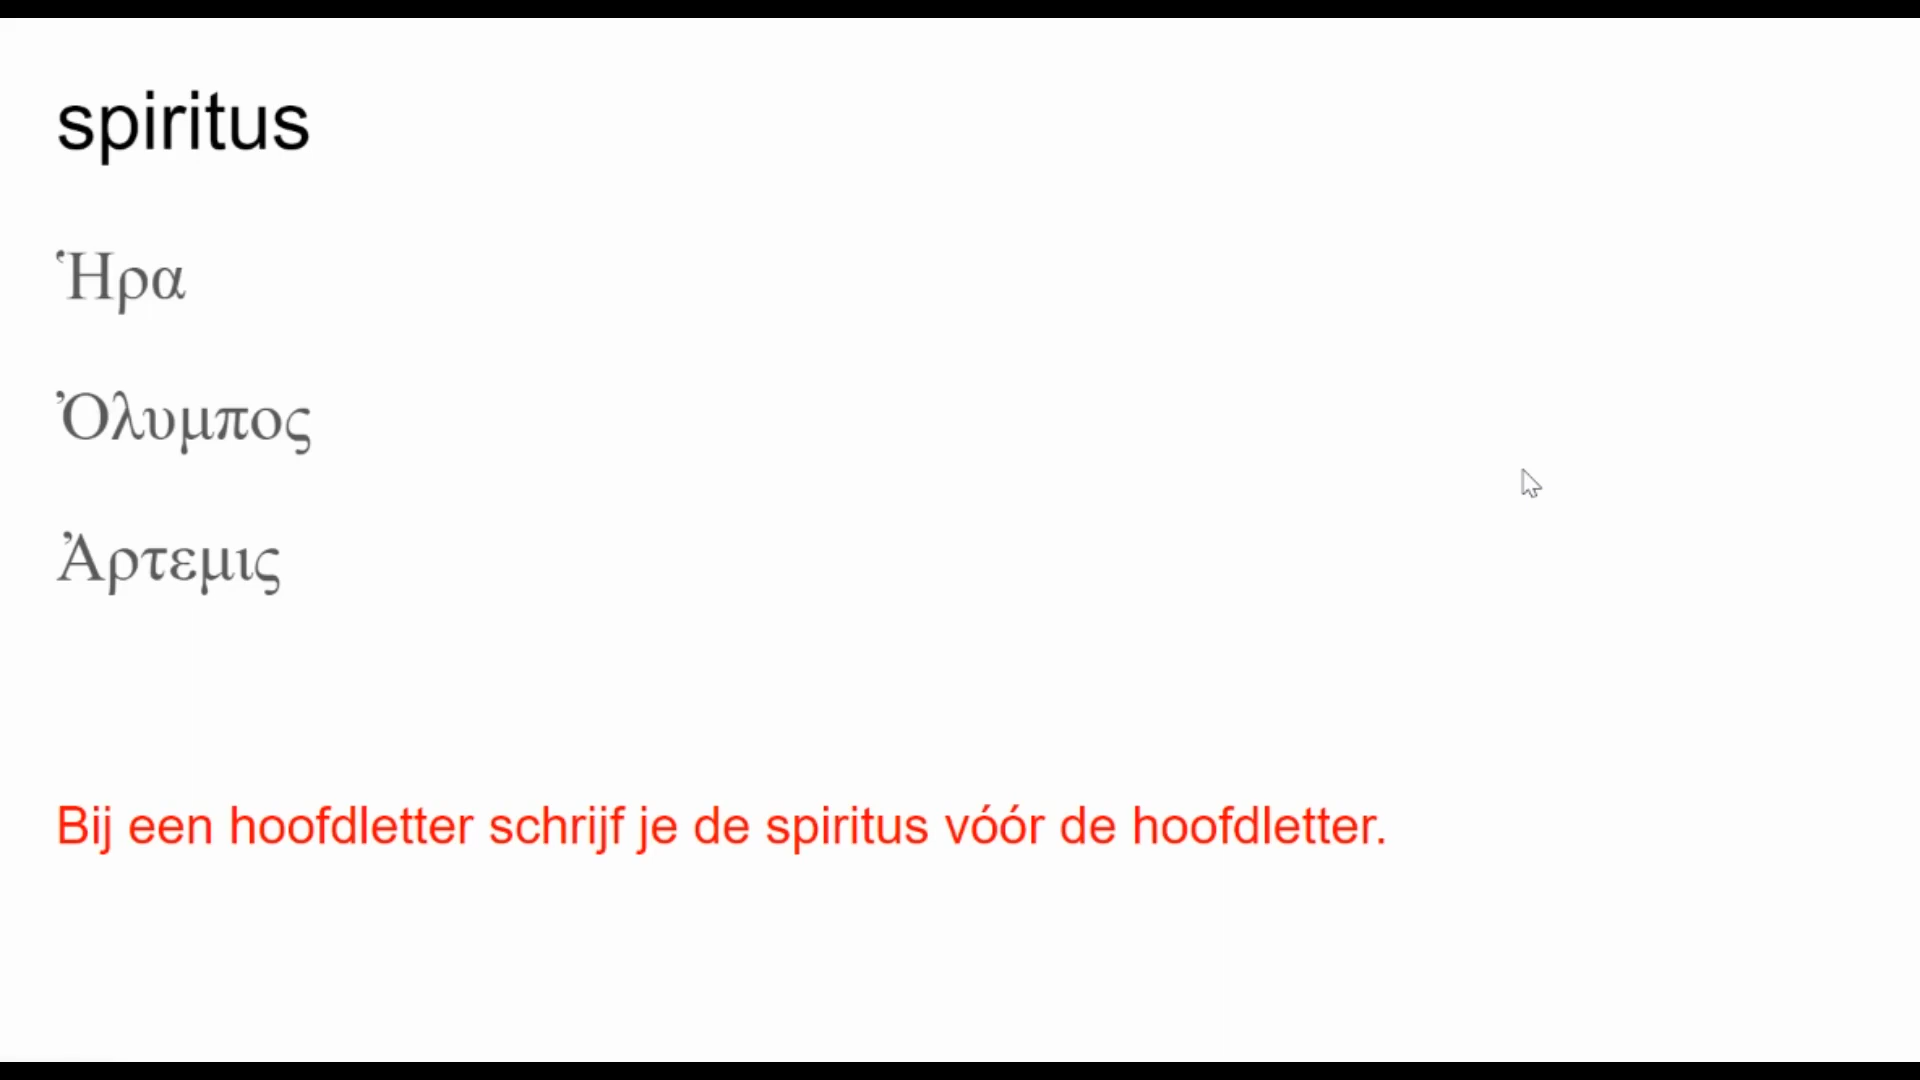 spiritus
Ἡρα
Ὀλυμπος
Ἀρτεμις
Bij een hoofdletter schrijf je de spiritus vóór de hoofdletter.